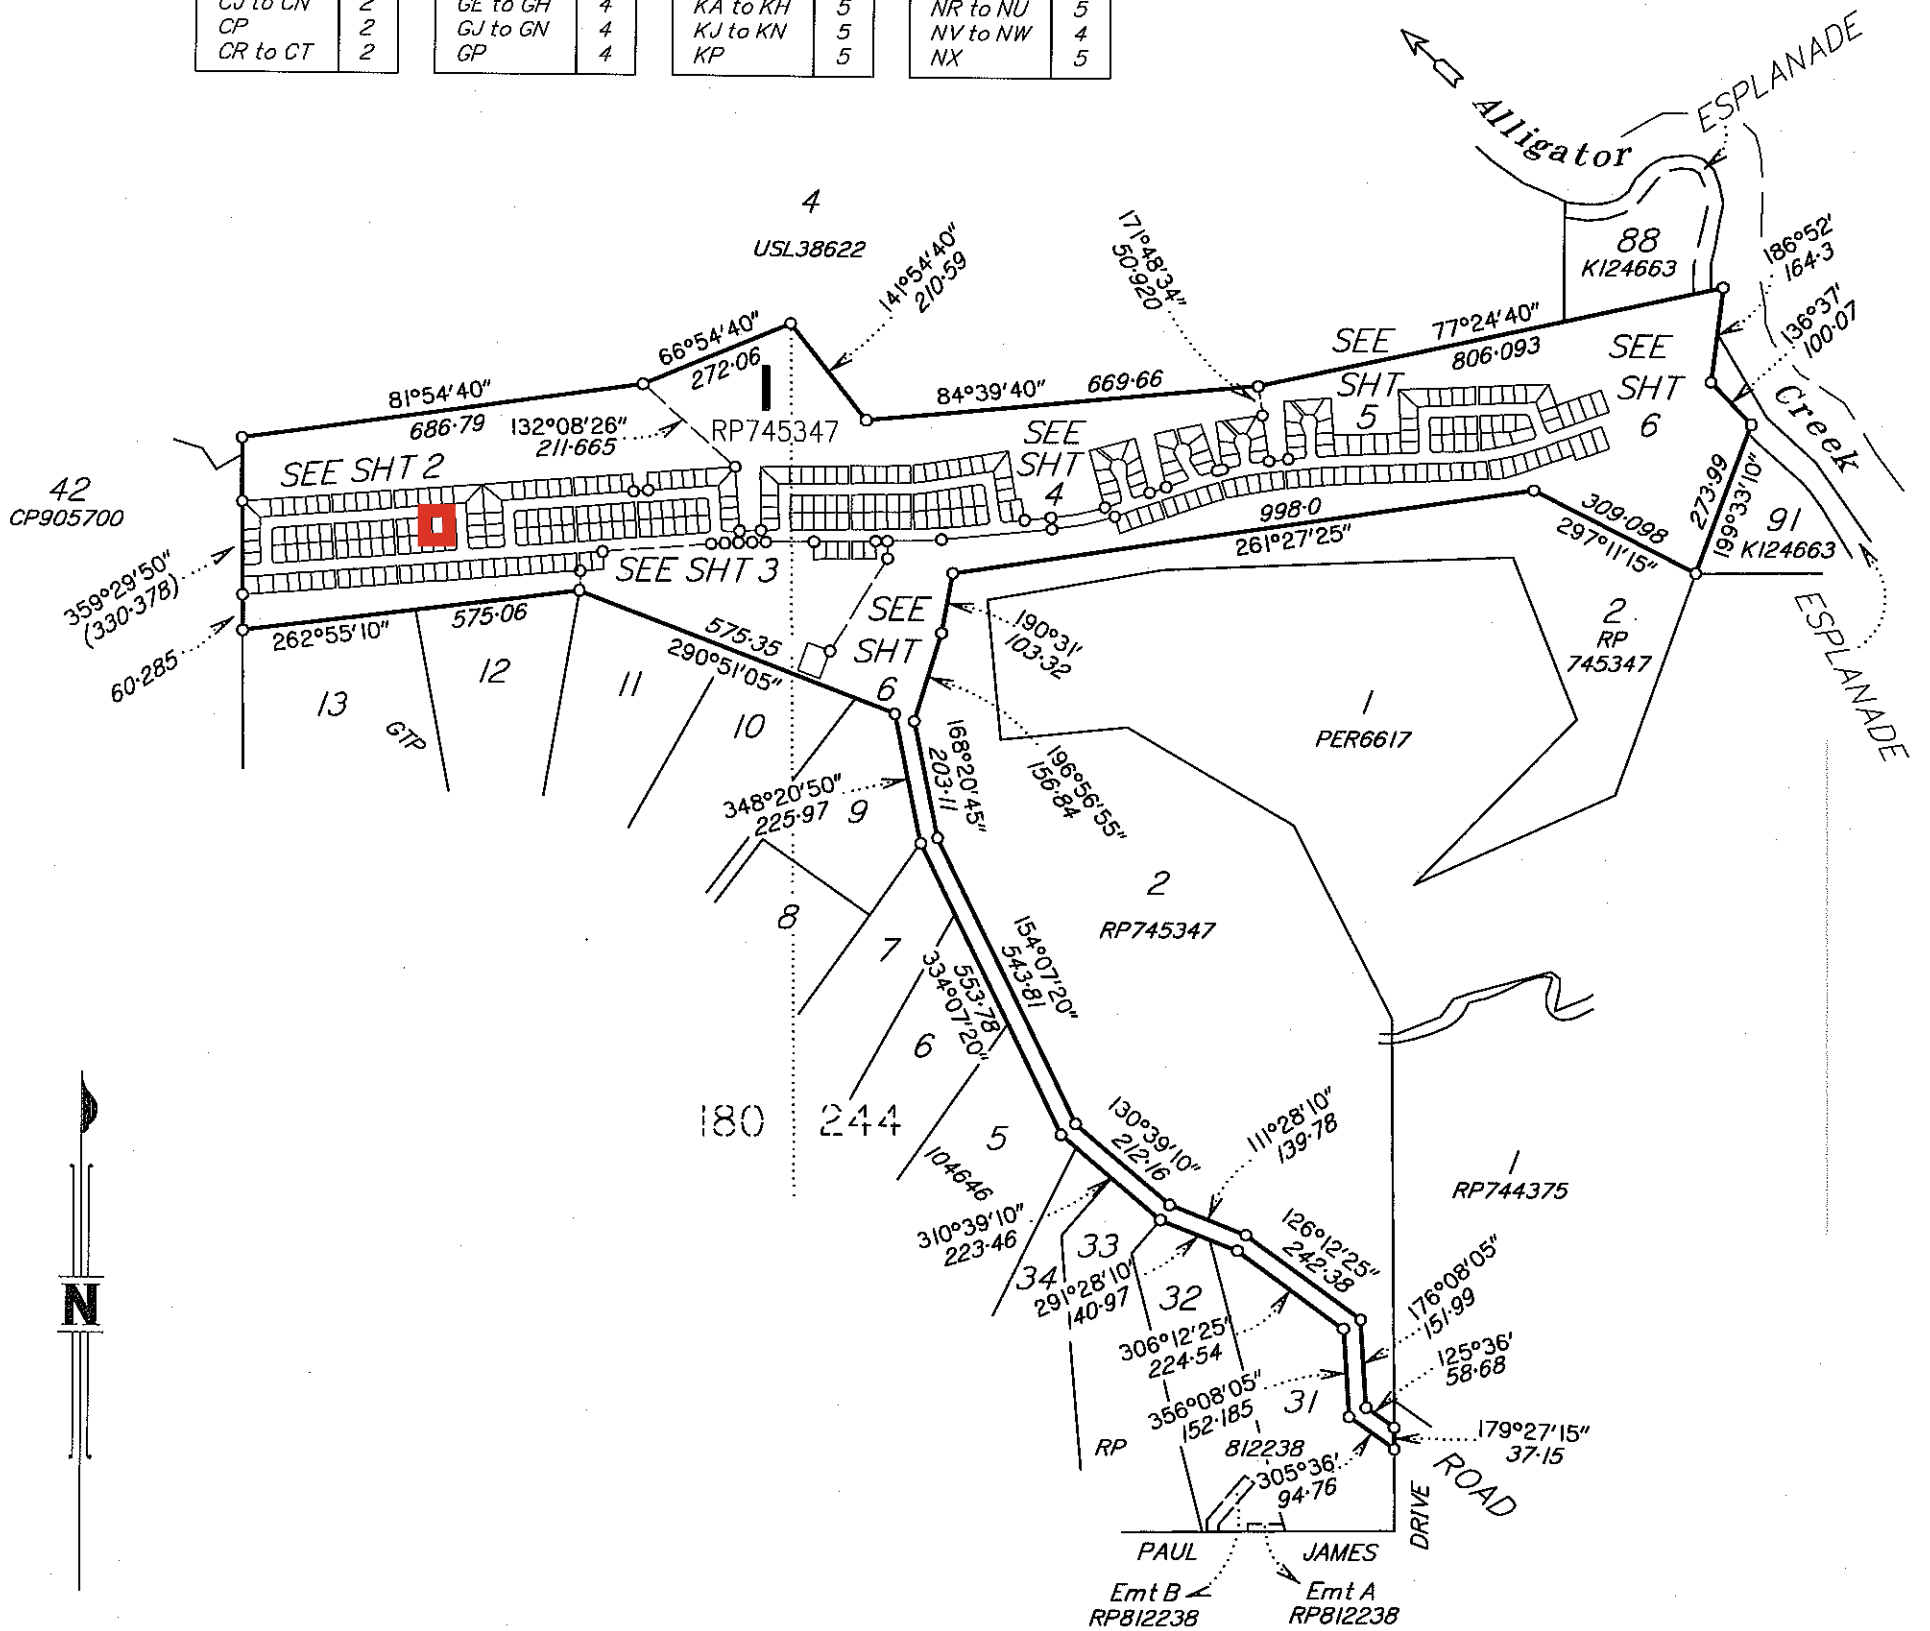 CJ to CN 2
CP 2
CR to CT 2
GE to GH 4
GJ to GN 4
GP 4
KA to KH 5
KJ to KN 5
KP 5
NR to NU 5
NV to NW 4
NX 5
Alligator
ESPLANADE
4
USL38622
88
K124663
186°52'
164·3
136°37'
100·07
Creek
171°48'34"
50·920
141°54'40"
210·59
66°54'40"
272·06
77°24'40"
806·093
SEE
SHT
5
SEE
SHT
6
81°54'40"
686·79
132°08'26"
211·665
1
RP745347
84°39'40" 669·66
SEE
SHT
4
SEE SHT 2
42
CP905700
998·0
261°27'25"
309·098
297°11'15"
273·99
199°33'10"
91
K124663
ESPLANADE
359°29'50"
(330·378)
60·285
262°55'10"
575·06
SEE SHT 3
575·35
290°51'05"
SEE
SHT
6
190°31'
103·32
2
RP
745347
13
GTP
12
11
10
1
PER6617
196°56'55"
156·84
168°20'45"
203·11
348°20'50"
225·97
9
8
7
2
RP745347
154°07'20"
543·81
553·78
334°07'20"
6
180 244
5
104646
130°39'10"
212·16
111°28'10"
139·78
1
RP744375
310°39'10"
223·46
34
33
291°28'10"
140·97
32
126°12'25"
242·38
176°08'05"
151·99
306°12'25"
224·54
125°36'
58·68
356°08'05"
152·185
31
179°27'15"
37·15
RP
812238
305°36'
94·76
ROAD
DRIVE
PAUL JAMES
Emt B
RP812238
Emt A
RP812238
N